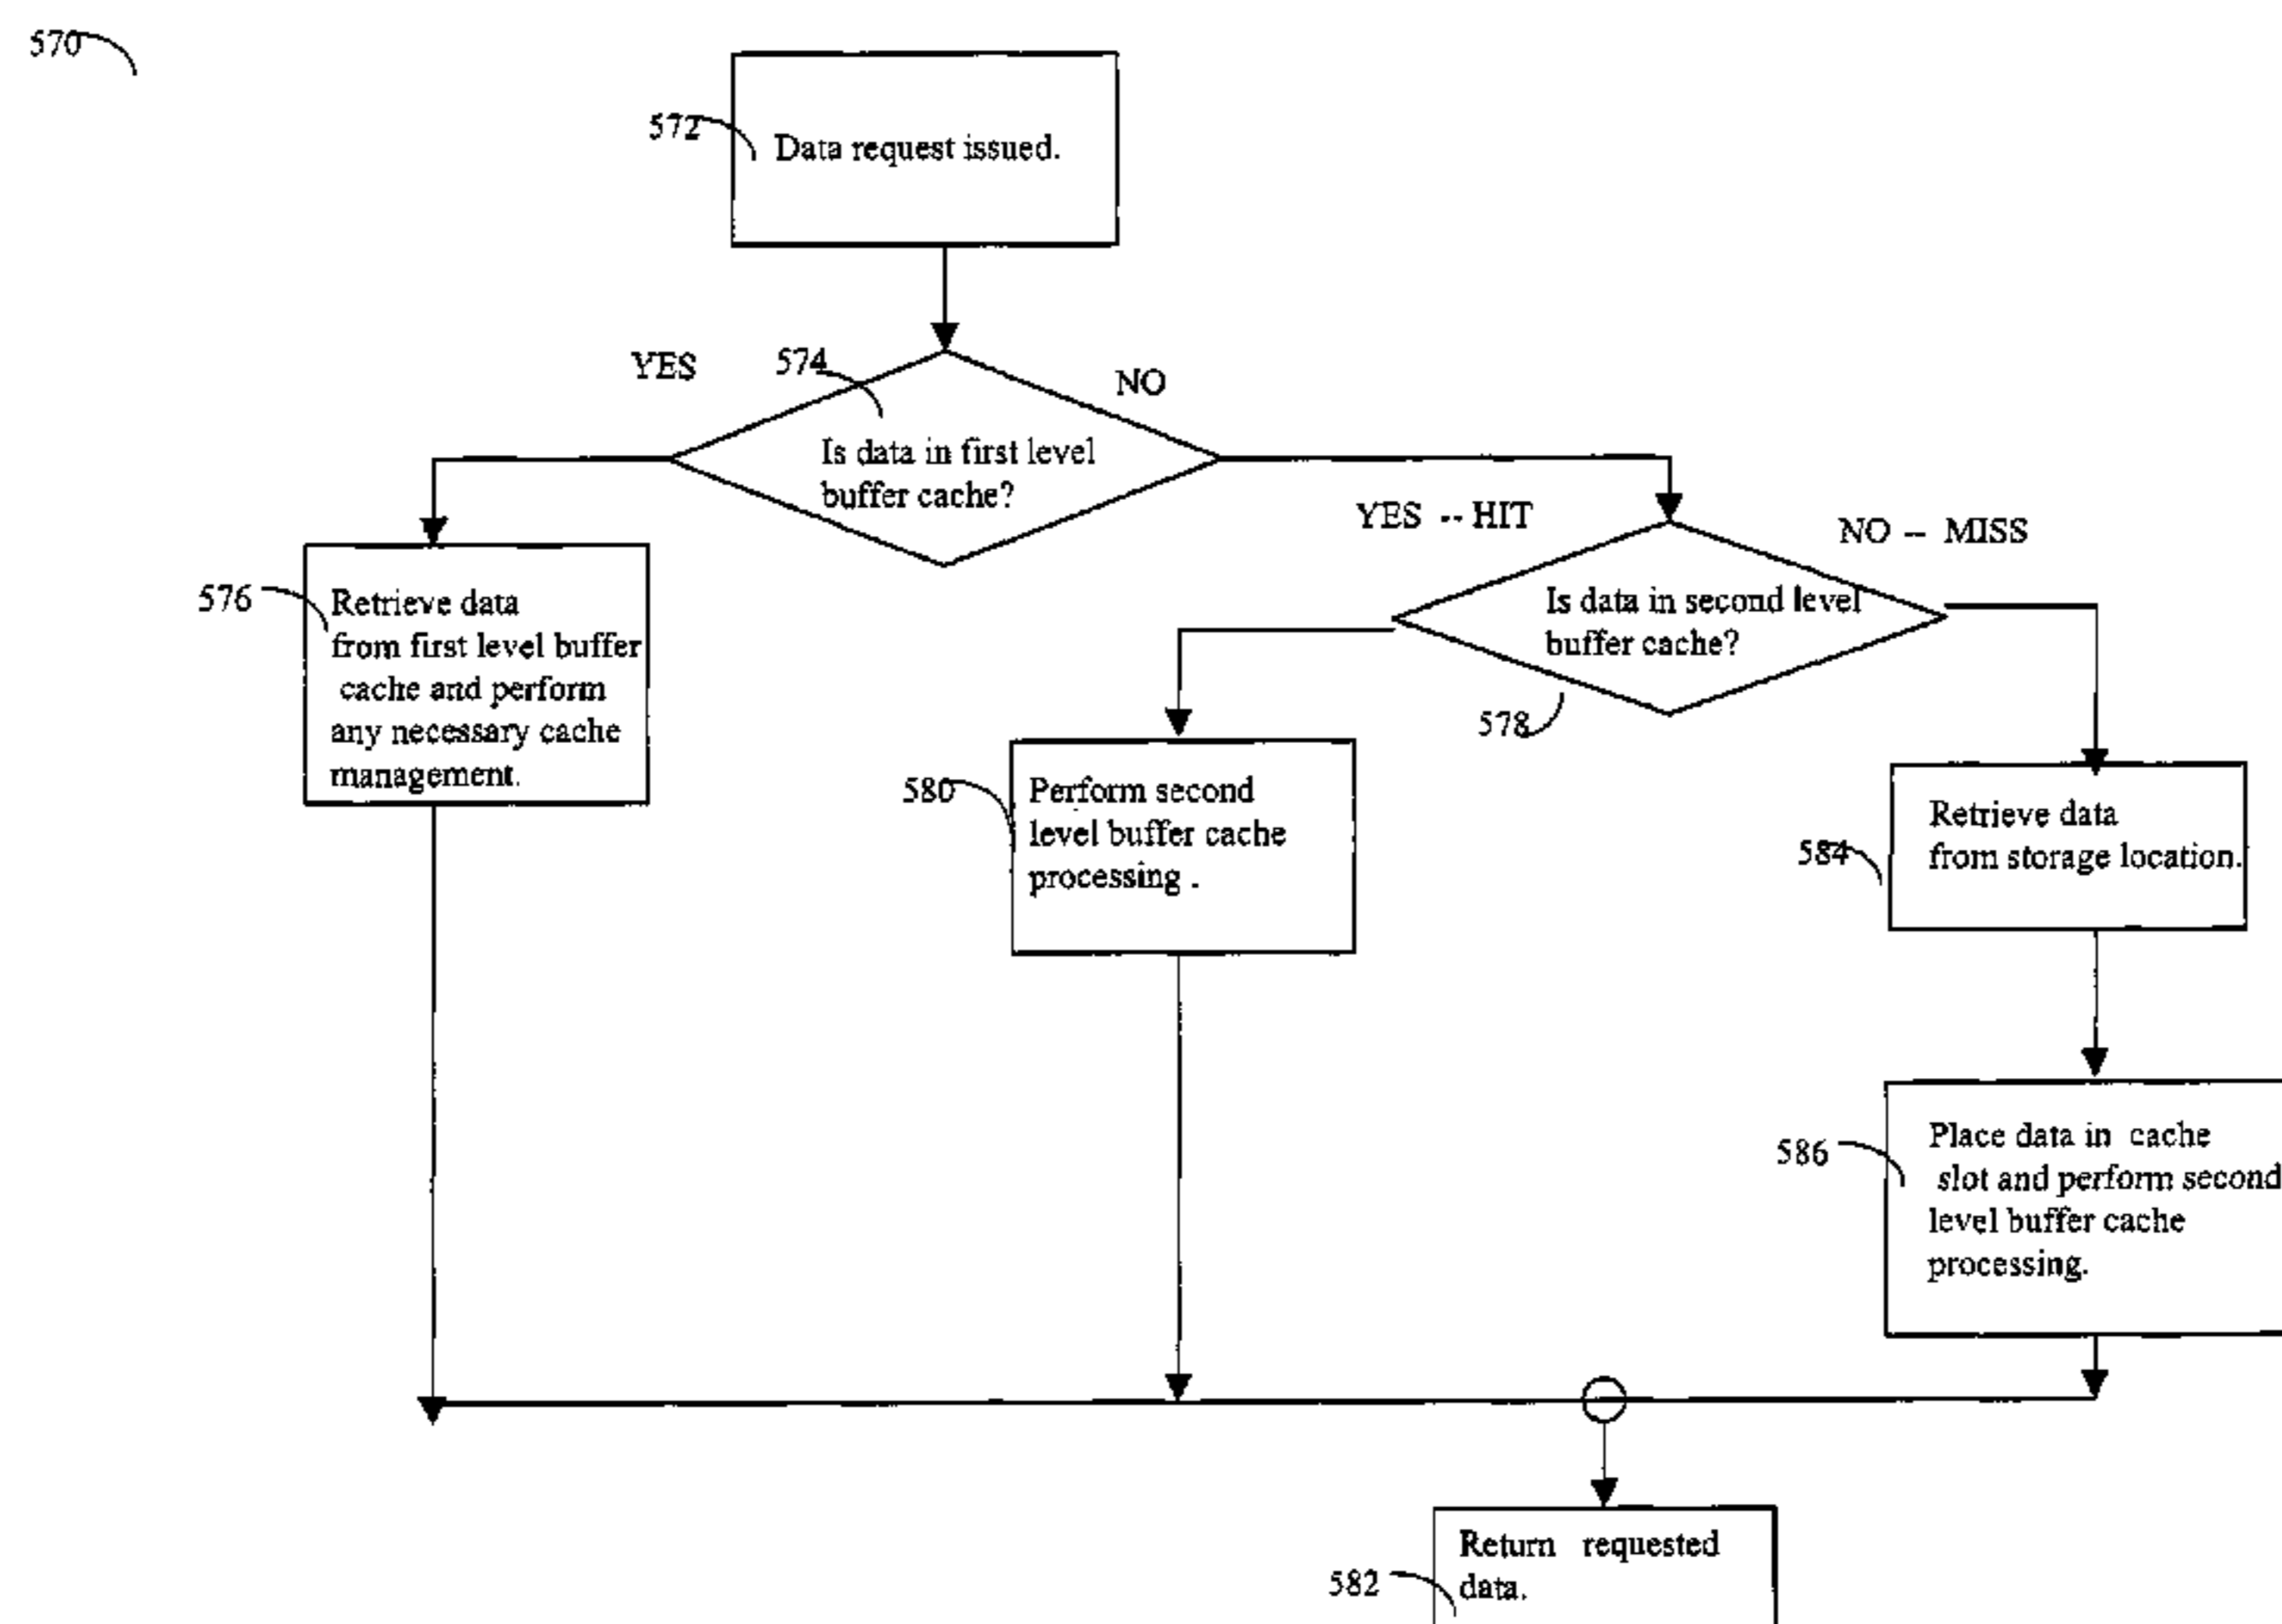 570
572
Data request issued.
YES
574
NO
Is data in first level
buffer cache?
YES -- HIT
NO -- MISS
576
Retrieve data
from first level buffer
cache and perform
any necessary cache
management.
Is data in second level
buffer cache?
578
580
Perform second
level buffer cache
processing .
584
Retrieve data
from storage location.
586
Place data in cache
slot and perform second
level buffer cache
processing.
582
Return requested
data.